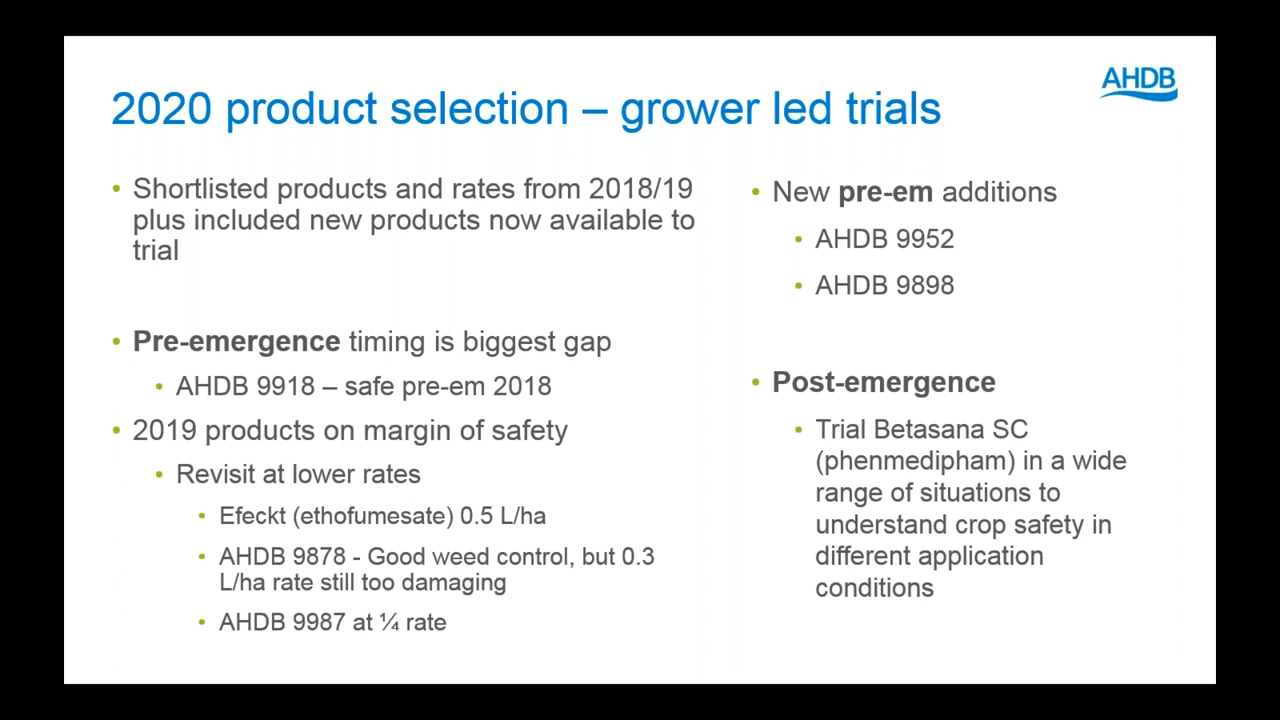 AHDB
2020 product selection – grower led trials
• Shortlisted products and rates from 2018/19
plus included new products now available to
trial
• Pre-emergence timing is biggest gap
• AHDB 9918 – safe pre-em 2018
• 2019 products on margin of safety
• Revisit at lower rates
• Efeckt (ethofumesate) 0.5 L/ha
• AHDB 9878 - Good weed control, but 0.3
L/ha rate still too damaging
• AHDB 9987 at ¼ rate
• New pre-em additions
• AHDB 9952
• AHDB 9898
• Post-emergence
• Trial Betasana SC
(phenmedipham) in a wide
range of situations to
understand crop safety in
different application
conditions